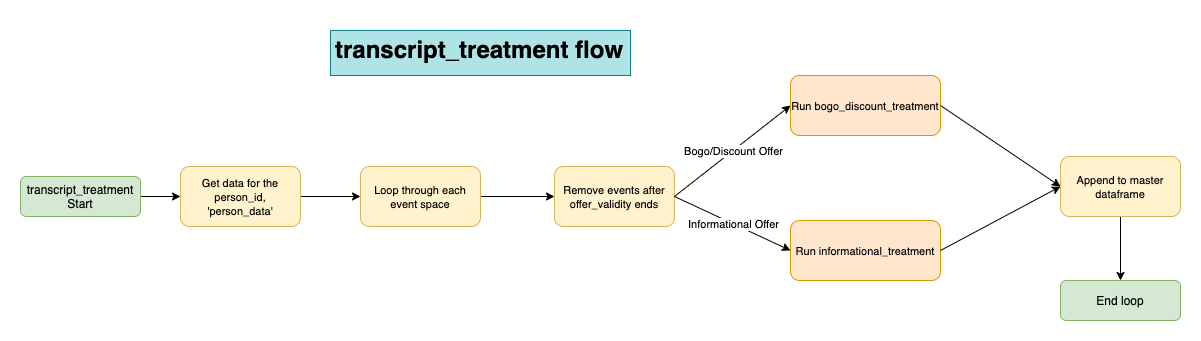 transcript_treatment flow
transcript_treatment
Start
Get data for the
person_id,
'person_data'
Loop through each
event space
Remove events after
offer_validity ends
Bogo/Discount Offer
Informational Offer
Run bogo_discount_treatment
Run informational_treatment
Append to master
dataframe
End loop